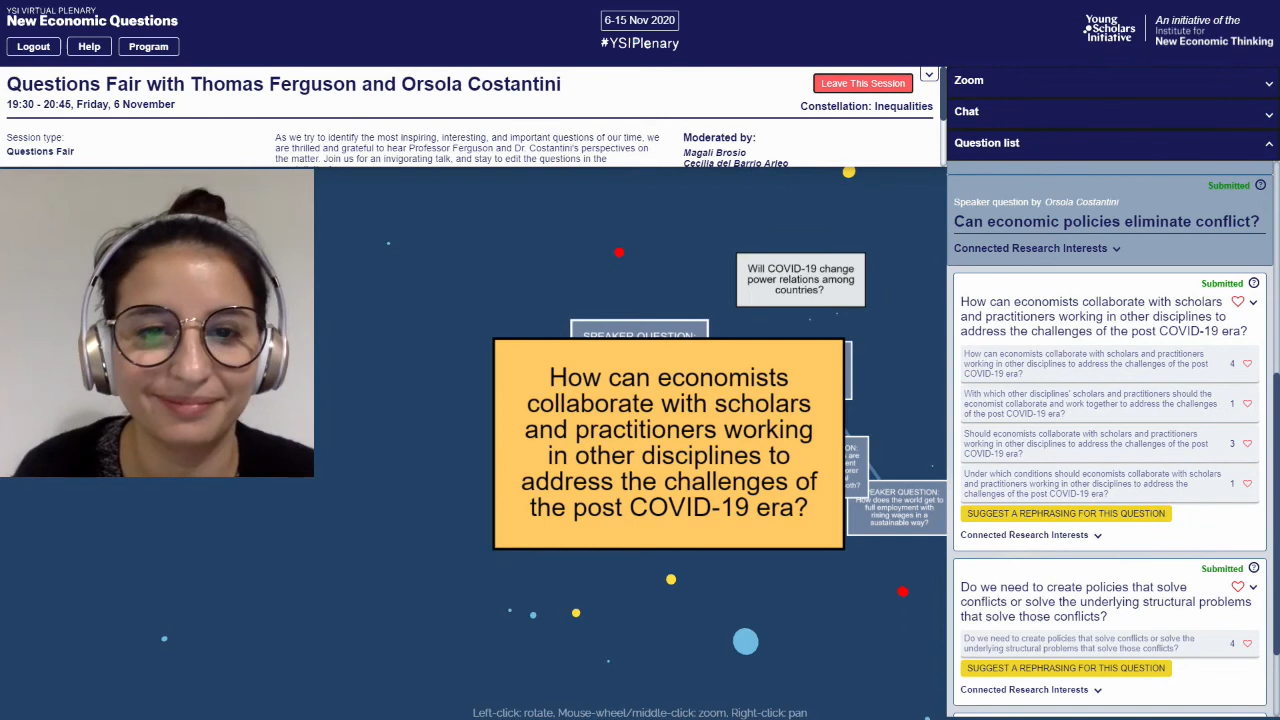 YSI VIRTUAL PLENARY
New Economic Questions
Logout
Help
Program
6-15 Nov 2020
#YSIPlenary
Young
Scholars
Initiative
An initiative of the
Institute for
New Economic Thinking
Questions Fair with Thomas Ferguson and Orsola Costantini
19:30 - 20:45, Friday, 6 November
Leave This Session
Constellation: Inequalities
Session type:
Questions Fair
As we try to identify the most inspiring, interesting, and important questions of our time, we
are thrilled and grateful to hear Professor Ferguson and Dr. Costantini's perspectives on
the matter. Join us for an invigorating talk, and stay to edit the questions in the
Moderated by:
Magali Brosio
Cecilia del Barrio Arleo
Will COVID-19 change
power relations among
countries?
SPEAKER QUESTION:
How can economists
collaborate with scholars
and practitioners working
in other disciplines to
address the challenges of
the post COVID-19 era?
EAKER QUESTION:
How does the world get to
full employment with
rising wages in a
sustainable way?
Left-click: rotate, Mouse-wheel/middle-click: zoom, Right-click: pan
Zoom
Chat
Question list
Submitted
Speaker question by Orsola Costantini
Can economic policies eliminate conflict?
Connected Research Interests
Submitted
How can economists collaborate with scholars
and practitioners working in other disciplines to
address the challenges of the post COVID-19 era?
How can economists collaborate with scholars and practitioners
working in other disciplines to address the challenges of the post
COVID-19 era?
4
With which other disciplines' scholars and practitioners should the
economist collaborate and work together to address the challenges
of the post COVID-19 era?
1
Should economists collaborate with scholars and practitioners
working in other disciplines to address the challenges of the post
COVID-19 era?
3
Under which conditions should economists collaborate with scholars
and practitioners working in other disciplines to address the
challenges of the post COVID-19 era?
1
SUGGEST A REPHRASING FOR THIS QUESTION
Connected Research Interests
Submitted
Do we need to create policies that solve
conflicts or solve the underlying structural problems
that solve those conflicts?
Do we need to create policies that solve conflicts or solve the
underlying structural problems that solve those conflicts?
4
SUGGEST A REPHRASING FOR THIS QUESTION
Connected Research Interests